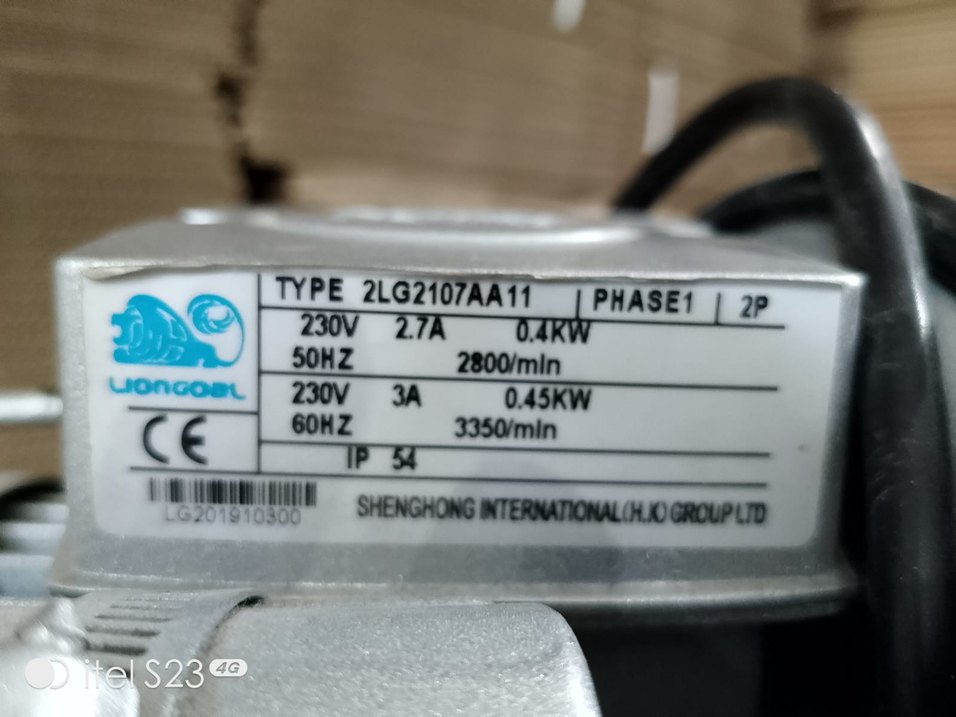 TYPE 2LG2107AA11 PHASE1 2P
230V 2.7A 0.4KW
50HZ 2800/min
230V 3A 0.45KW
60HZ 3350/min
IP 54
LIONGOAL
CE
LG201910300
SHENGHONG INTERNATIONAL(H.K)GROUP LTD
itel S23 4G